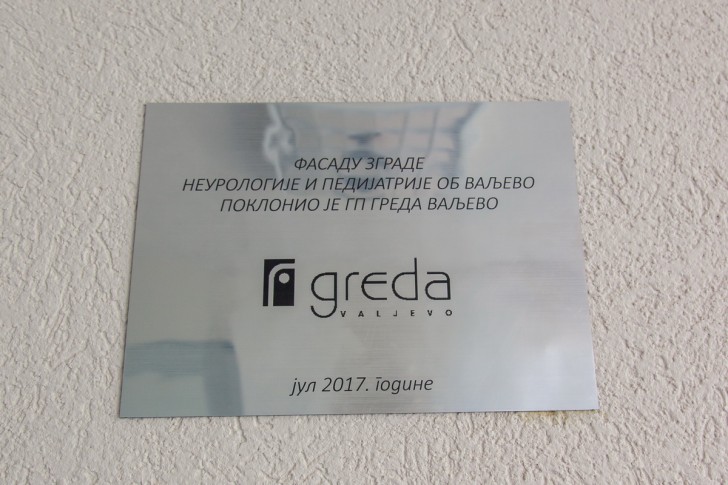 ФАСАДУ ЗГРАДЕ
НЕУРОЛОГИЈЕ И ПЕДИЈАТРИЈЕ ОБ ВАЉЕВО
ПОКЛОНИО ЈЕ ГП ГРЕДА ВАЉЕВО
greda
VALJEVO
јул 2017. године